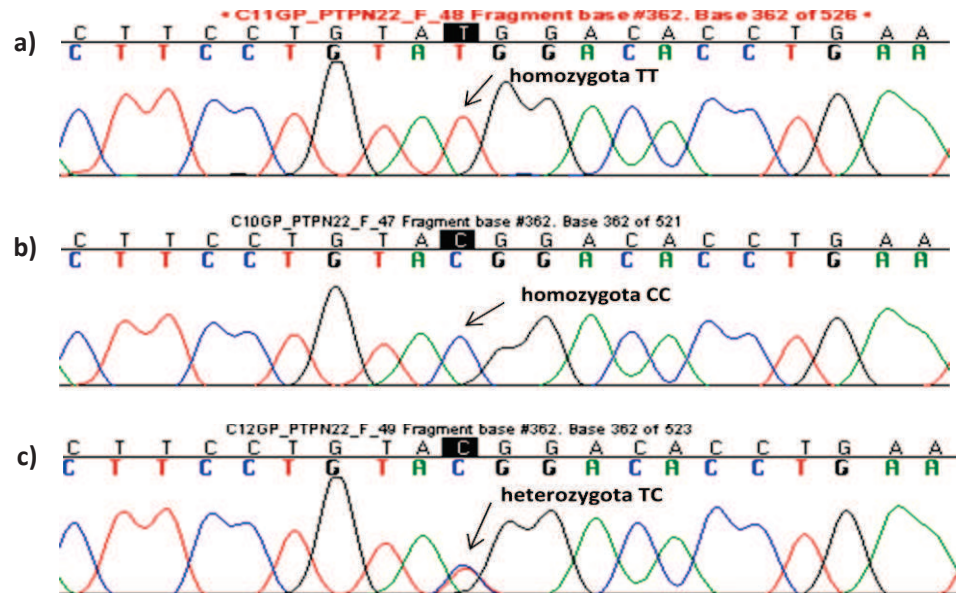 • C11GP_PTPN22_F_48 Fragment base #362. Base 362 of 526 •
a) C T T C C T G T A T G G A C A C C T G A A
C T T C C T G T A T G G A C A C C T G A A
homozygota TT
C10GP_PTPN22_F_47 Fragment base #362. Base 362 of 521
b) C T T C C T G T A C G G A C A C C T G A A
C T T C C T G T A C G G A C A C C T G A A
homozygota CC
C12GP_PTPN22_F_49 Fragment base #362. Base 362 of 523
c) C T T C C T G T A C G G A C A C C T G A A
C T T C C T G T A C G G A C A C C T G A A
heterozygota TC